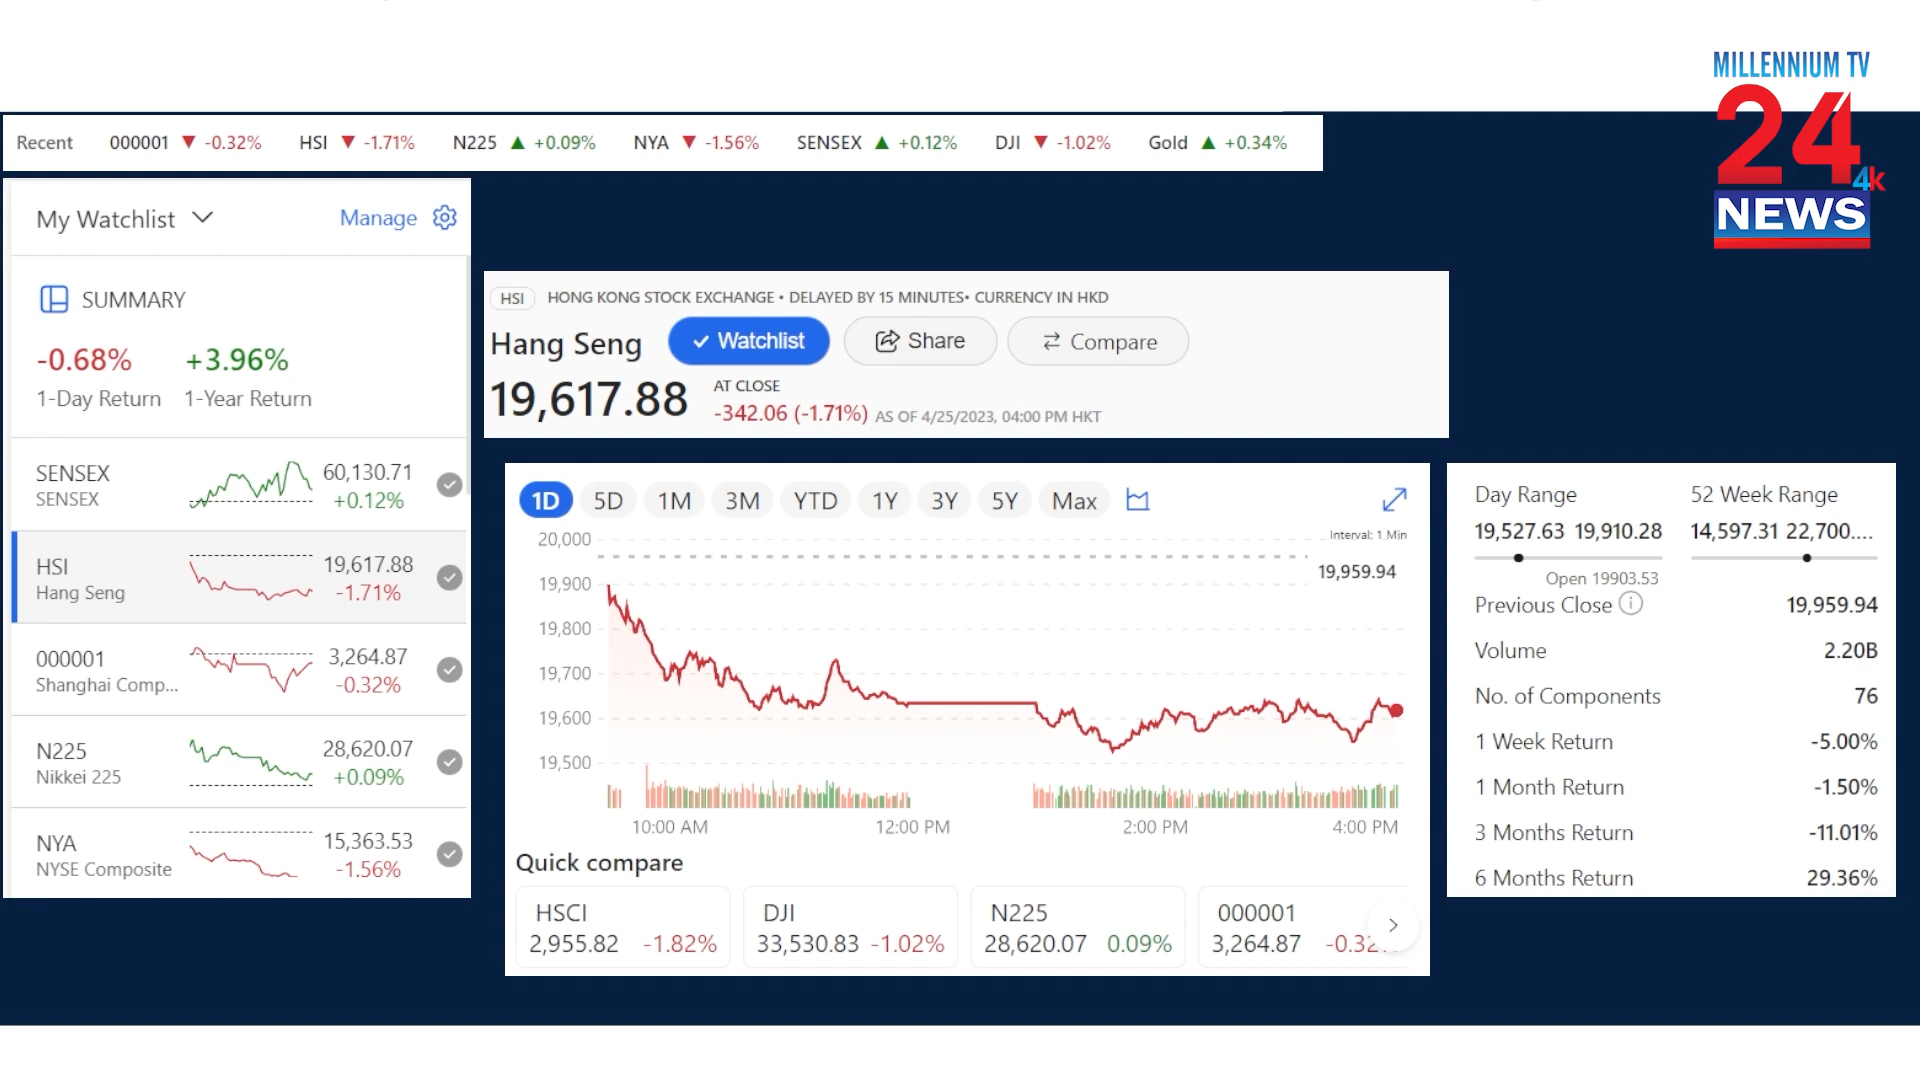 MILLENNIUM TV
24
4k
NEWS
Recent 000001 ▼ -0.32% HSI ▼ -1.71% N225 ▲ +0.09% NYA ▼ -1.56% SENSEX ▲ +0.12% DJI ▼ -1.02% Gold ▲ +0.34%
My Watchlist Manage
SUMMARY
-0.68% +3.96%
1-Day Return 1-Year Return
SENSEX 60,130.71
SENSEX +0.12%
HSI 19,617.88
Hang Seng -1.71%
000001 3,264.87
Shanghai Comp... -0.32%
N225 28,620.07
Nikkei 225 +0.09%
NYA 15,363.53
NYSE Composite -1.56%
HSI HONG KONG STOCK EXCHANGE • DELAYED BY 15 MINUTES• CURRENCY IN HKD
Hang Seng Watchlist Share Compare
19,617.88 AT CLOSE
-342.06 (-1.71%) AS OF 4/25/2023, 04:00 PM HKT
1D 5D 1M 3M YTD 1Y 3Y 5Y Max
Interval: 1 Min
20,000
19,959.94
19,900
19,800
19,700
19,600
19,500
10:00 AM 12:00 PM 2:00 PM 4:00 PM
Quick compare
HSCI DJI N225 000001
2,955.82 -1.82% 33,530.83 -1.02% 28,620.07 0.09% 3,264.87 -0.32
Day Range 52 Week Range
19,527.63 19,910.28 14,597.31 22,700....
Open 19903.53
Previous Close 19,959.94
Volume 2.20B
No. of Components 76
1 Week Return -5.00%
1 Month Return -1.50%
3 Months Return -11.01%
6 Months Return 29.36%